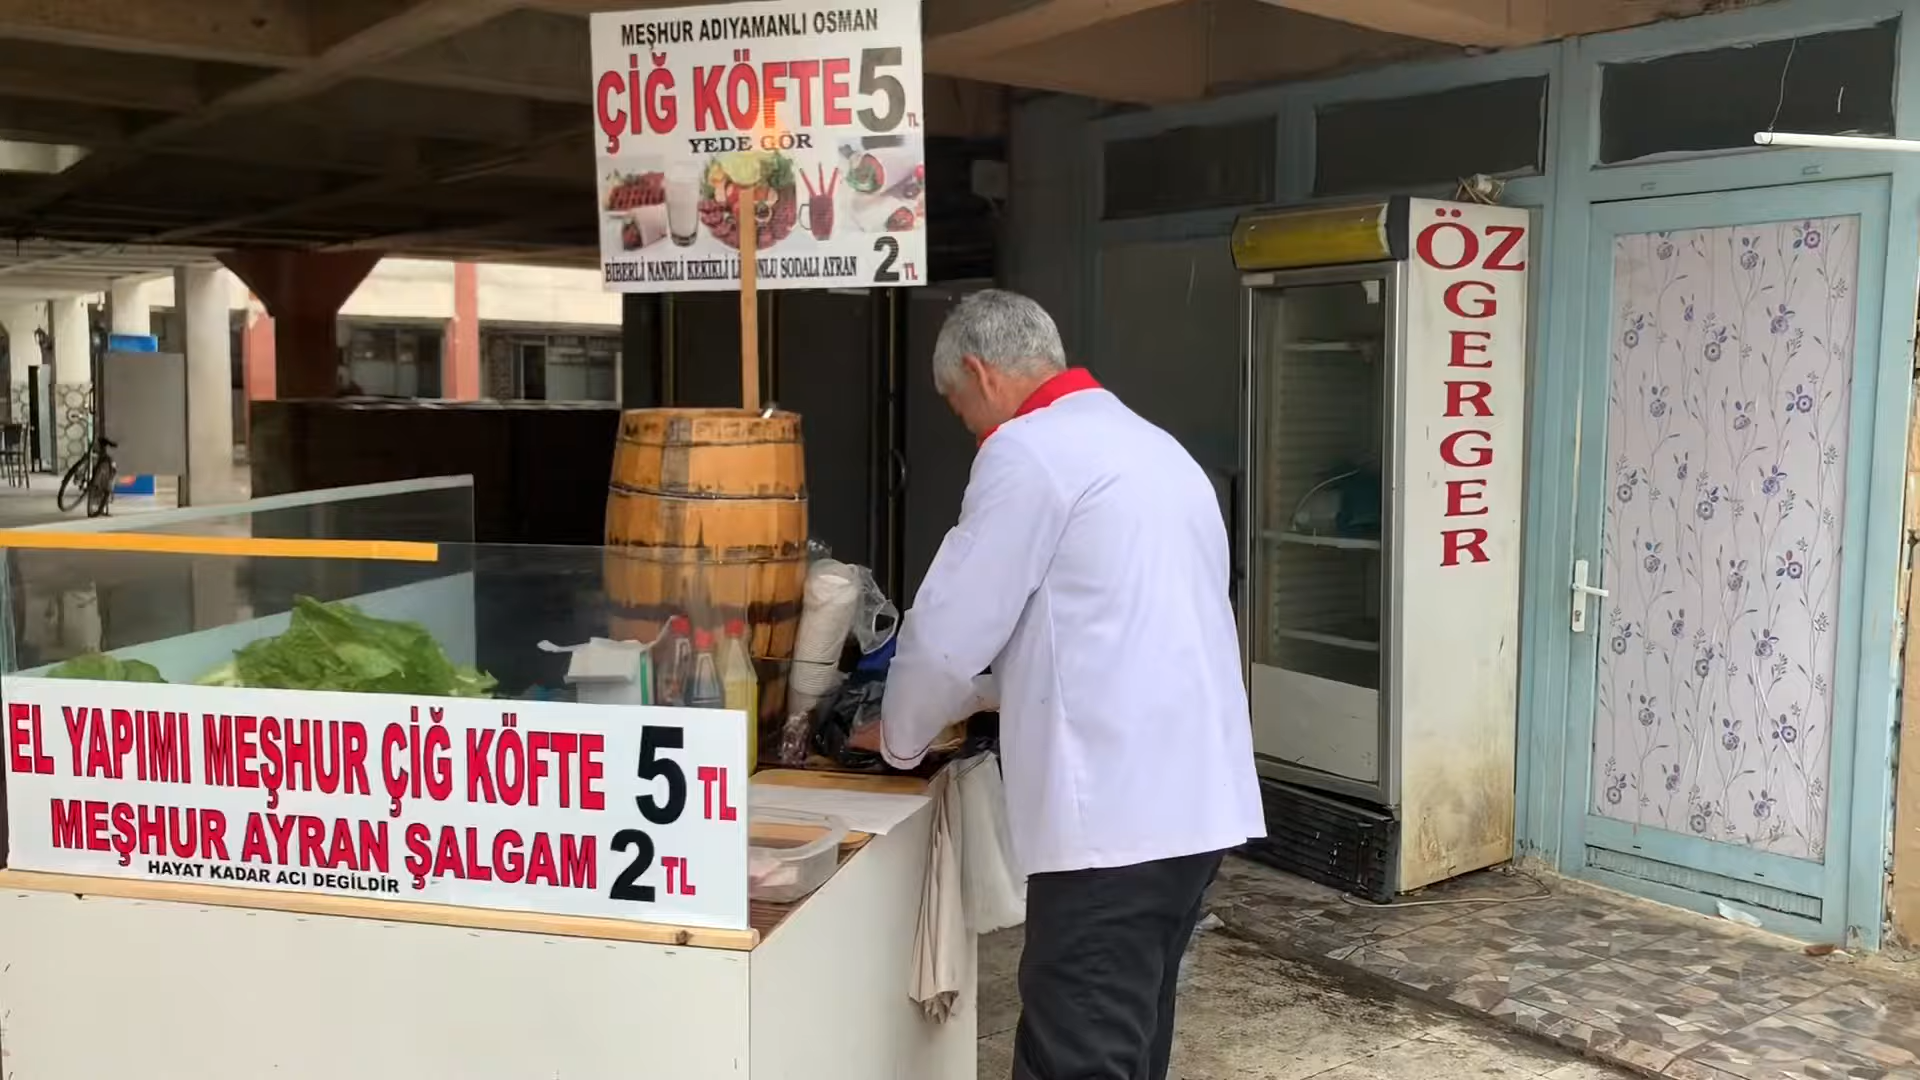 MEŞHUR ADIYAMANLI OSMAN
ÇİĞ KÖFTE 5 TL
YEDE GÖR
BİBERLİ NANELİ KEKİKLİ LİMONLU SODALI AYRAN 2 TL
ÖZ
GERGER
EL YAPIMI MEŞHUR ÇİĞ KÖFTE 5 TL
MEŞHUR AYRAN ŞALGAM 2 TL
HAYAT KADAR ACI DEGİLDİR